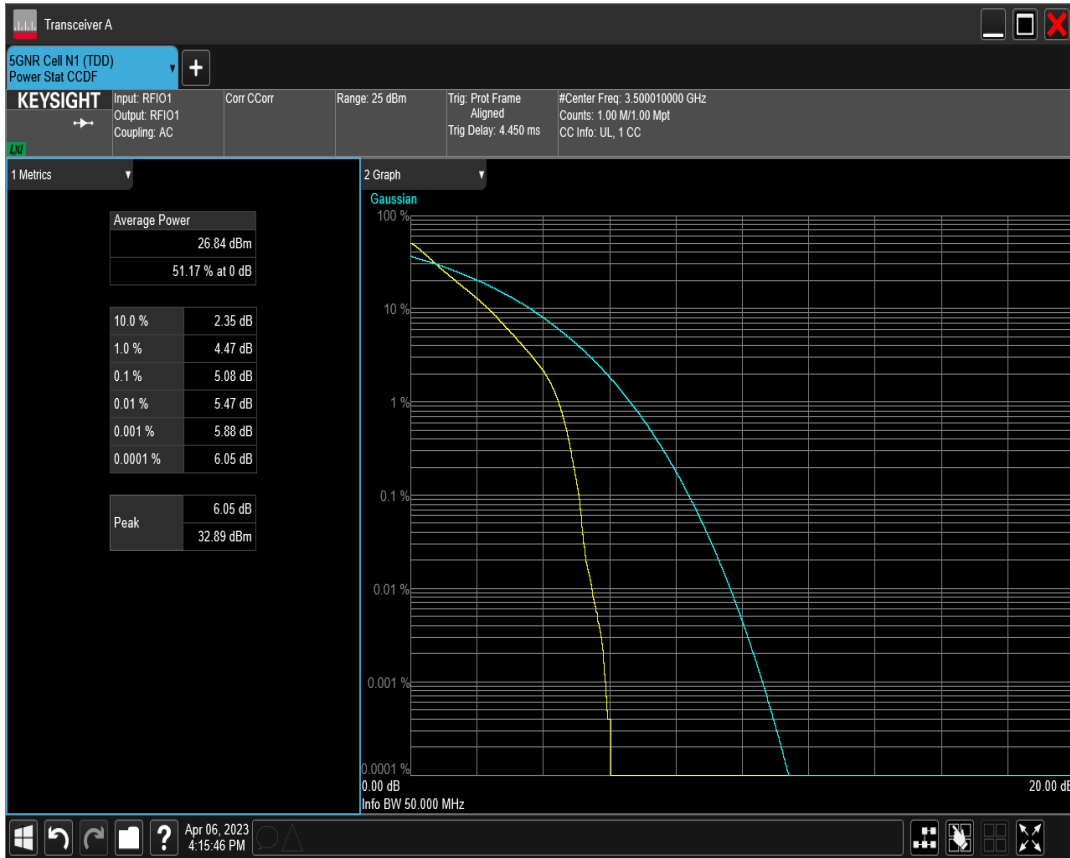 Transceiver A
5GNR Cell N1 (TDD)
Power Stat CCDF
+
KEYSIGHT
LXI
Input: RFIO1
Output: RFIO1
Coupling: AC
Corr CCorr
Range: 25 dBm
Trig: Prot Frame
Aligned
Trig Delay: 4.450 ms
#Center Freq: 3.500010000 GHz
Counts: 1.00 M/1.00 Mpt
CC Info: UL, 1 CC
1 Metrics
Average Power
26.84 dBm
51.17 % at 0 dB
10.0 % 2.35 dB
1.0 % 4.47 dB
0.1 % 5.08 dB
0.01 % 5.47 dB
0.001 % 5.88 dB
0.0001 % 6.05 dB
Peak
6.05 dB
32.89 dBm
2 Graph
Gaussian
100 %
10 %
1 %
0.1 %
0.01 %
0.001 %
0.0001 %
0.00 dB 20.00 dB
Info BW 50.000 MHz
?
Apr 06, 2023
4:15:46 PM